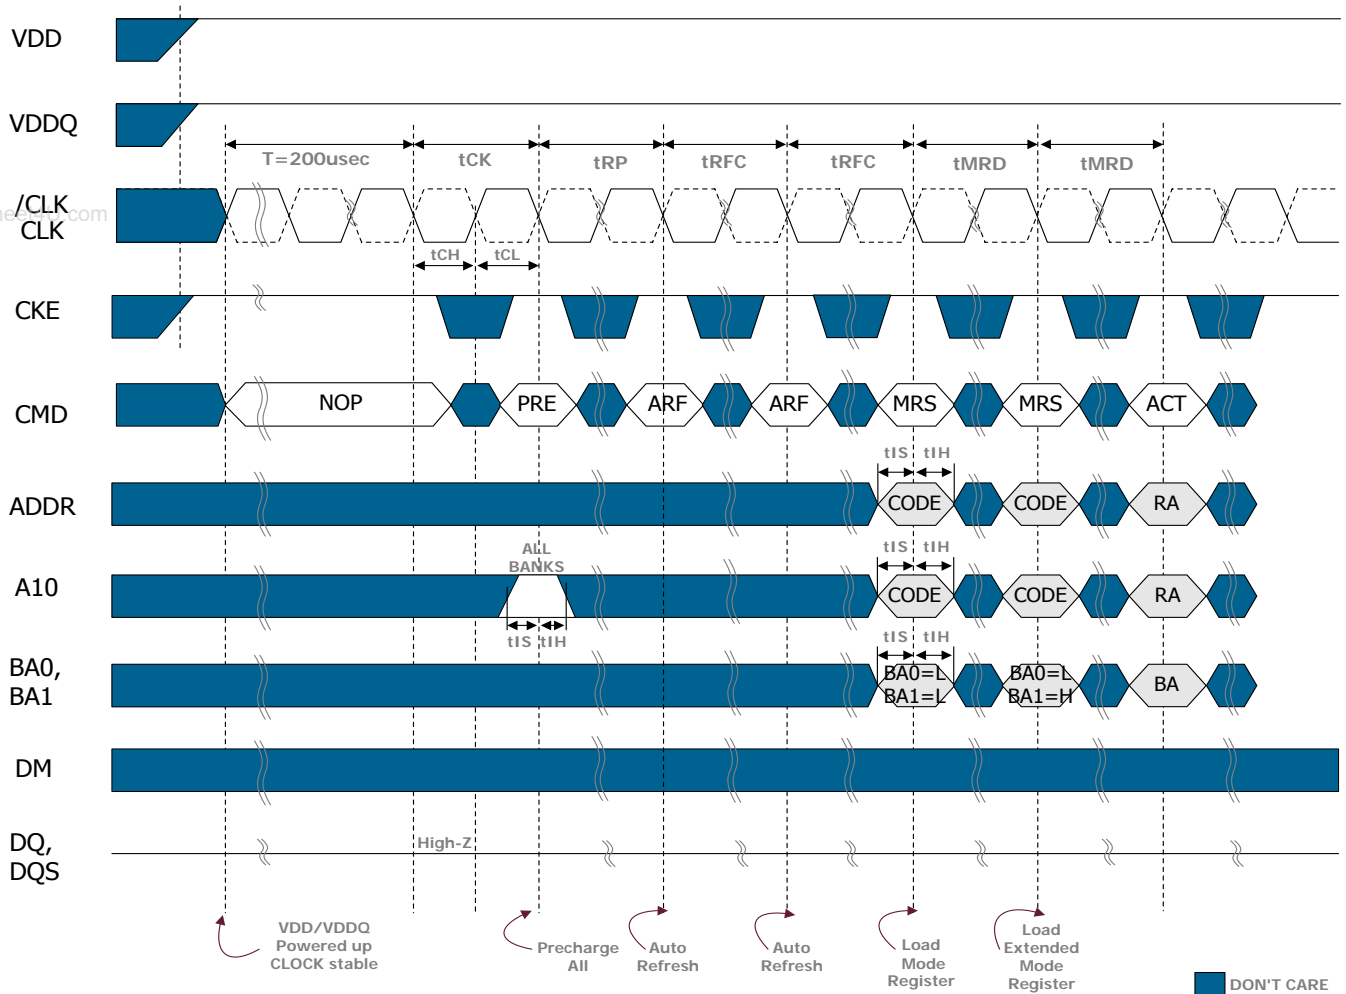 VDD
VDDQ
T=200usec tCK tRP tRFC tRFC tMRD tMRD
/CLK
CLK
.com
tCH tCL
CKE
CMD NOP PRE ARF ARF MRS MRS ACT
tIS tIH
ADDR CODE CODE RA
ALL
BANKS
tIS tIH
A10 CODE CODE RA
tIS tIH
tIS tIH
BA0,
BA1
BA0=L
BA1=L
BA0=L
BA1=H
BA
DM
DQ,
DQS
High-Z
VDD/VDDQ
Powered up
CLOCK stable
Precharge
All
Auto
Refresh
Auto
Refresh
Load
Mode
Register
Load
Extended
Mode
Register
DON'T CARE